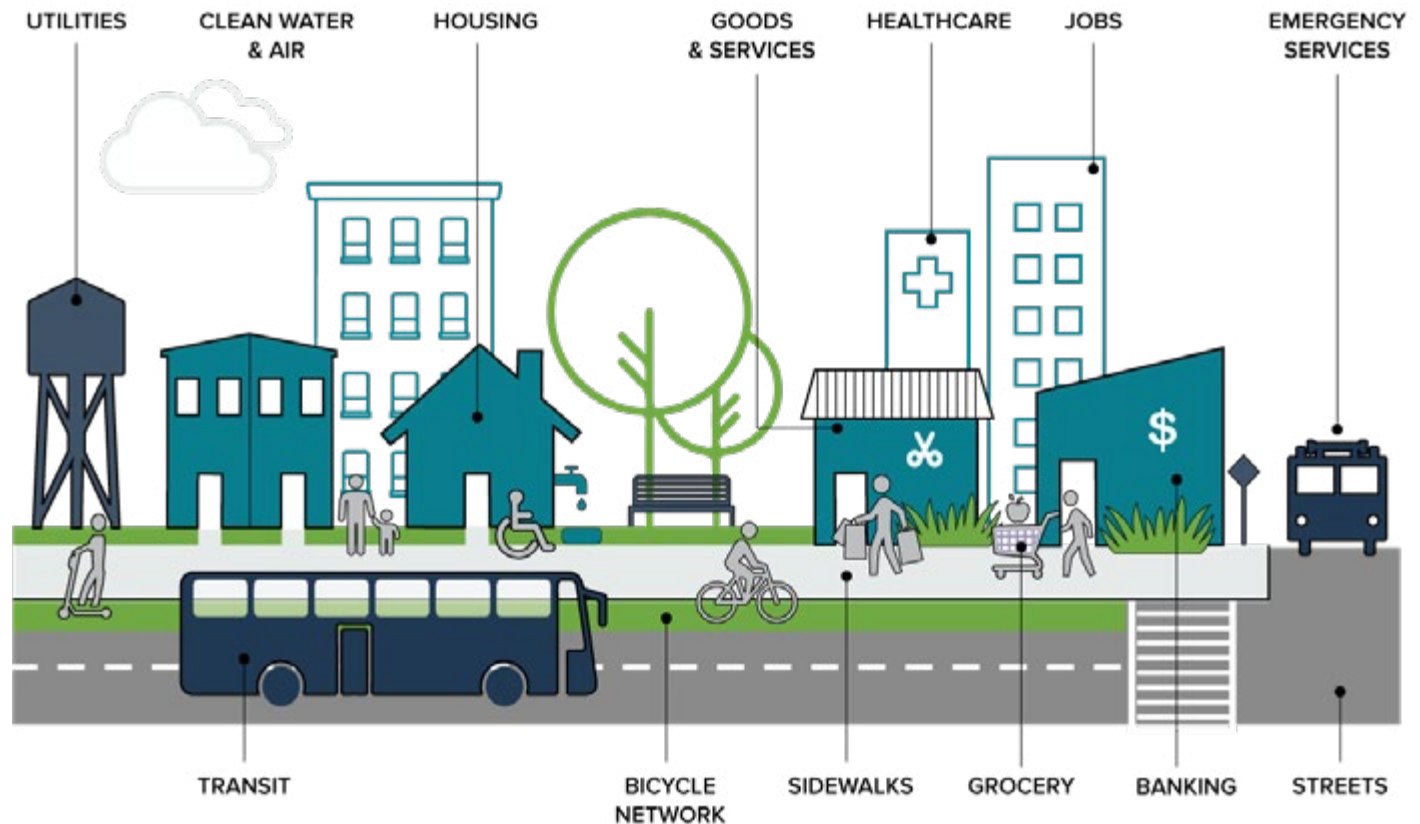 UTILITIES
CLEAN WATER
& AIR
HOUSING
GOODS
& SERVICES
HEALTHCARE
JOBS
EMERGENCY
SERVICES
$
TRANSIT
BICYCLE
NETWORK
SIDEWALKS
GROCERY
BANKING
STREETS